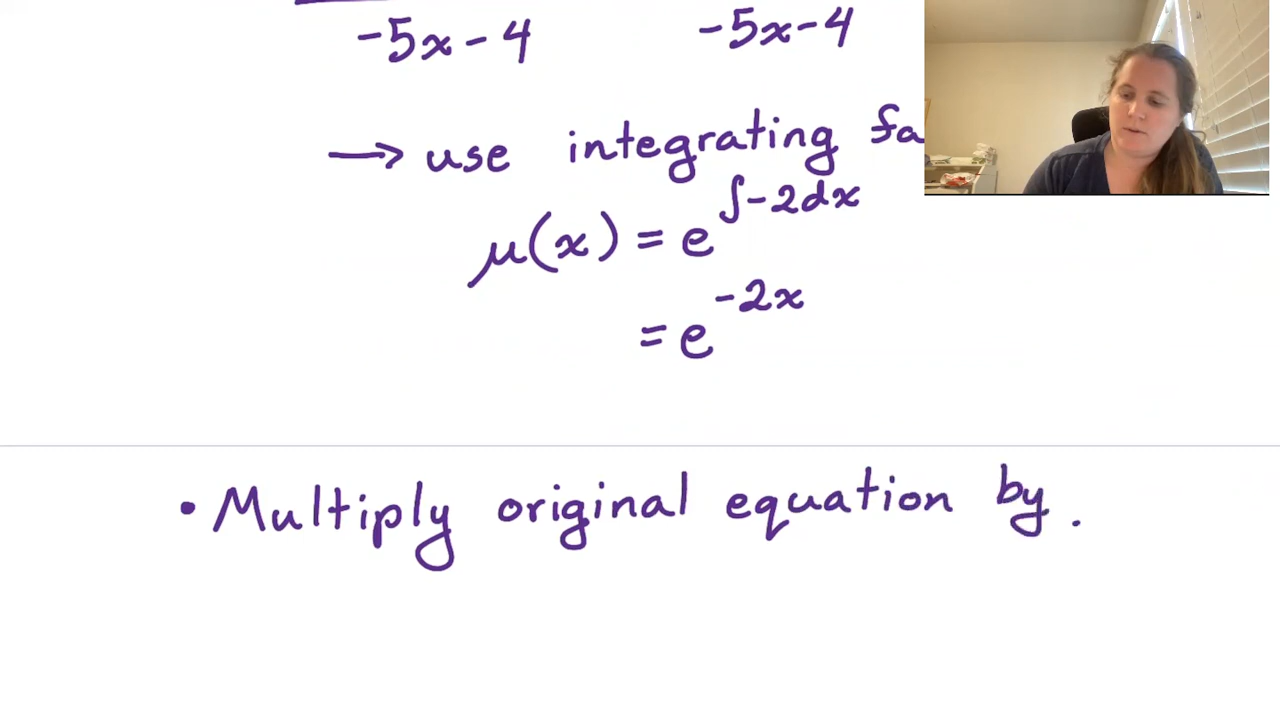 -5x-4 -5x-4
→ use integrating fa
μ(x) = e^∫-2dx
= e^-2x
• Multiply original equation by.